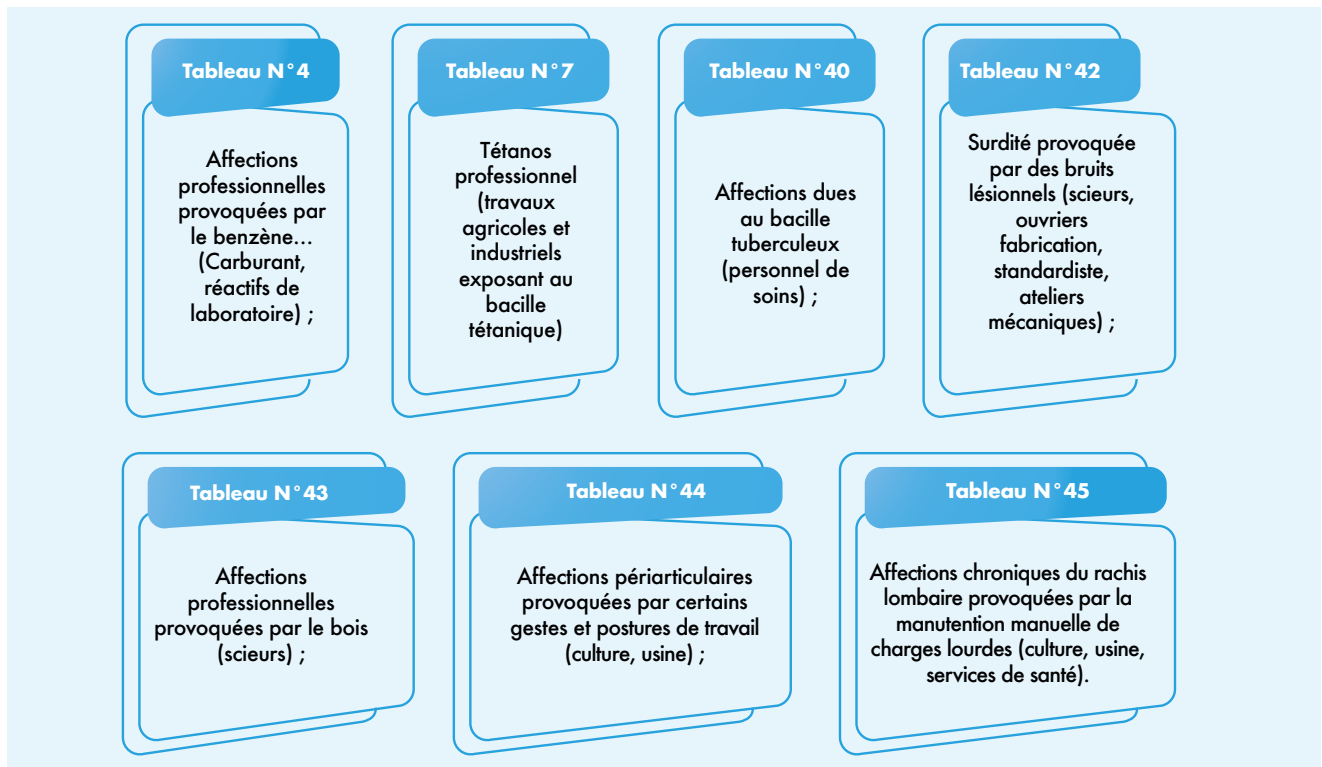 Tableau N°4
Affections
professionnelles
provoquées par
le benzène...
(Carburant,
réactifs de
laboratoire) ;
Tableau N°7
Tétanos
professionnel
(travaux
agricoles et
industriels
exposant au
bacille
tétanique)
Tableau N°40
Affections dues
au bacille
tuberculeux
(personnel de
soins) ;
Tableau N°42
Surdité provoquée
par des bruits
lésionnels (scieurs,
ouvriers
fabrication,
standardiste,
ateliers
mécaniques) ;
Tableau N°43
Affections
professionnelles
provoquées par le bois
(scieurs) ;
Tableau N°44
Affections périarticulaires
provoquées par certains
gestes et postures de travail
(culture, usine) ;
Tableau N°45
Affections chroniques du rachis
lombaire provoquées par la
manutention manuelle de
charges lourdes (culture, usine,
services de santé).